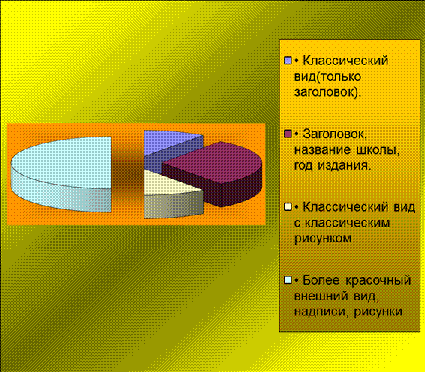 • Классический
вид(только
заголовок).
• Заголовок,
название школы,
год издания.
• Классический вид
с классическим
рисунком
• Более красочный
внешний вид,
надписи, рисунки